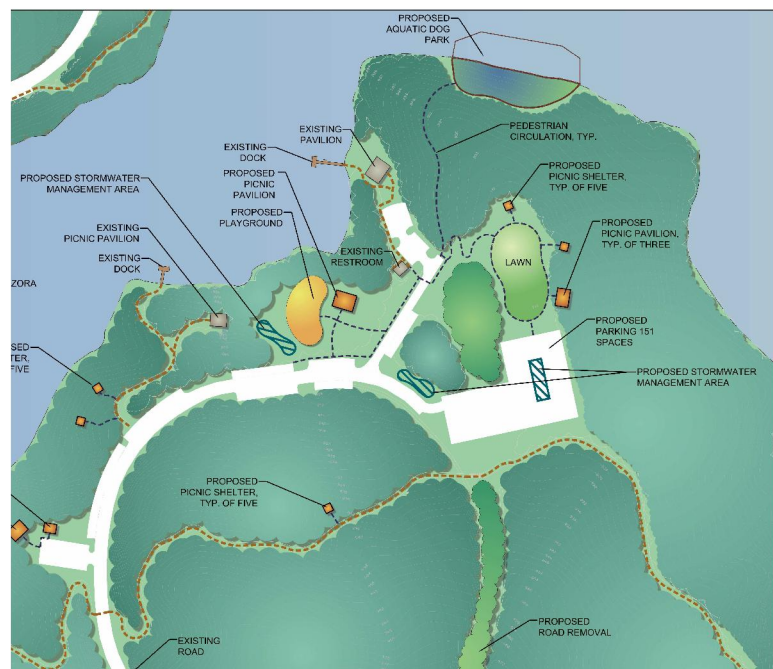 PROPOSED
AQUATIC DOG
PARK
EXISTING
PAVILION
PEDESTRIAN
CIRCULATION, TYP.
EXISTING
DOCK
PROPOSED STORMWATER
MANAGEMENT AREA
PROPOSED
PICNIC
PAVILION
PROPOSED
PICNIC SHELTER,
TYP. OF FIVE
EXISTING
PICNIC PAVILION
PROPOSED
PLAYGROUND
PROPOSED
PICNIC PAVILION,
TYP. OF THREE
EXISTING
DOCK
EXISTING
RESTROOM
LAWN
ZORA
PROPOSED
PARKING 151
SPACES
SED
TER,
FIVE
PROPOSED STORMWATER
MANAGEMENT AREA
PROPOSED
PICNIC SHELTER,
TYP. OF FIVE
PROPOSED
ROAD REMOVAL
EXISTING
ROAD